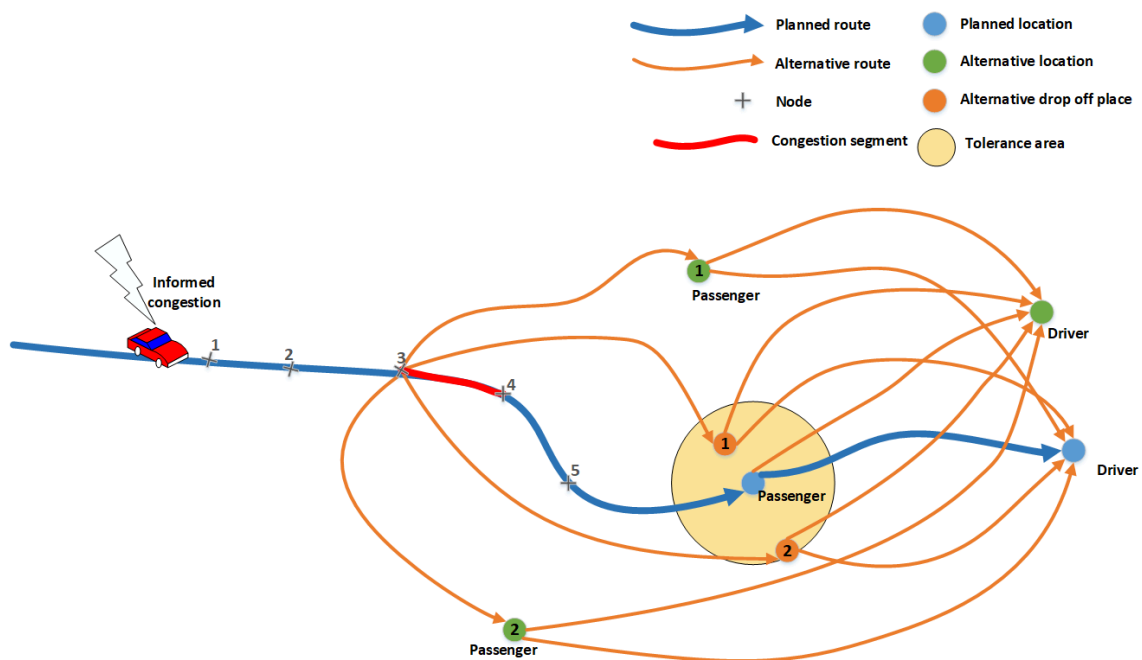 Planned route
Planned location
Alternative route
Alternative location
Node
Alternative drop off place
Congestion segment
Tolerance area
Informed
congestion
1
2
3
4
5
1
Passenger
Driver
1
Passenger
Driver
2
2
Passenger